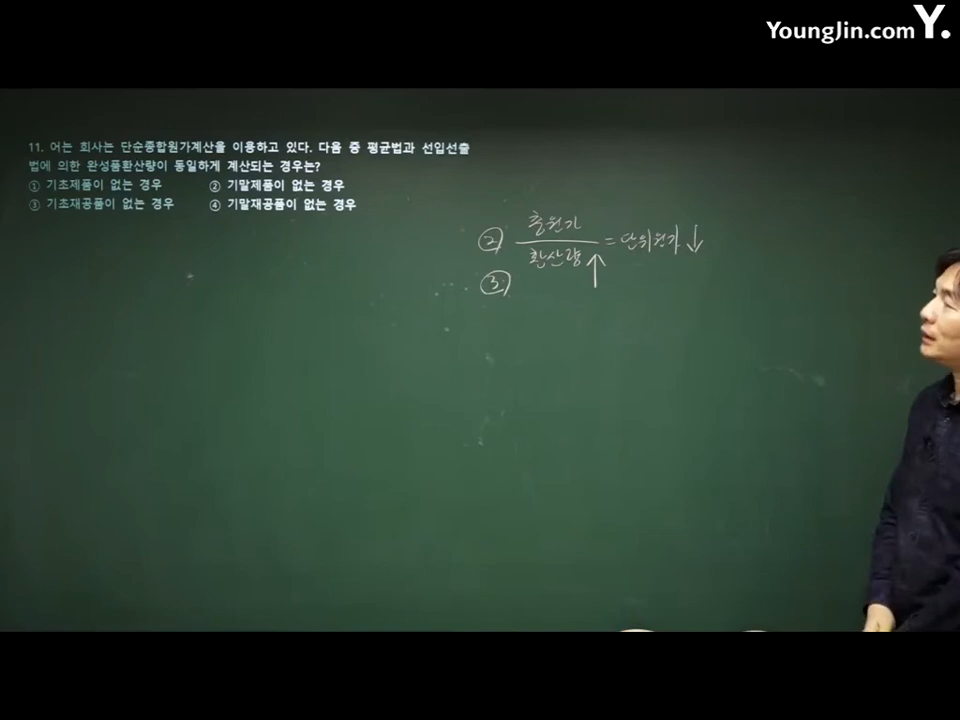 YoungJin.com Y.
11. 어는 회사는 단순종합원가계산을 이용하고 있다. 다음 중 평균법과 선입선출
법에 의한 완성품환산량이 동일하게 계산되는 경우는?
① 기초제품이 없는 경우 ② 기말제품이 없는 경우
③ 기초재공품이 없는 경우 ④ 기말재공품이 없는 경우
② 총원가
환산량 ↑ = 단위원가 ↓
③